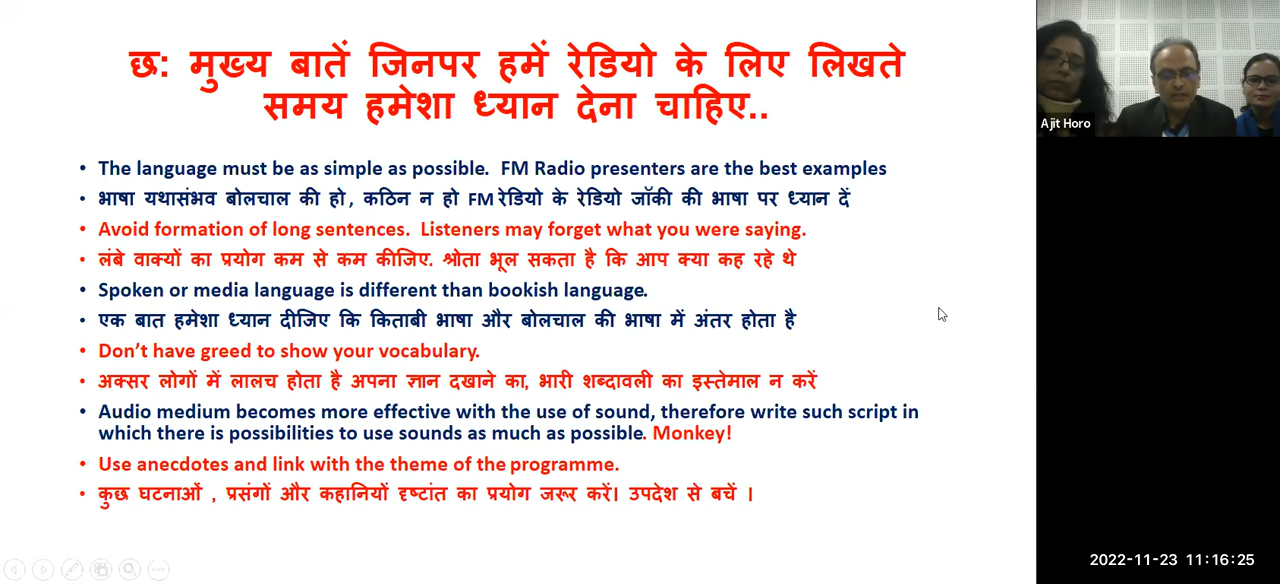 छ: मुख्य बातें जिनपर हमें रेडियो के लिए लिखते
समय हमेशा ध्यान देना चाहिए..
• The language must be as simple as possible. FM Radio presenters are the best examples
• भाषा यथासंभव बोलचाल की हो, कठिन न हो FM रेडियो के रेडियो जॉकी की भाषा पर ध्यान दें
• Avoid formation of long sentences. Listeners may forget what you were saying.
• लंबे वाक्यों का प्रयोग कम से कम कीजिए. श्रोता भूल सकता है कि आप क्या कह रहे थे
• Spoken or media language is different than bookish language.
• एक बात हमेशा ध्यान दीजिए कि किताबी भाषा और बोलचाल की भाषा में अंतर होता है
• Don’t have greed to show your vocabulary.
• अक्सर लोगों में लालच होता है अपना ज्ञान दखाने का, भारी शब्दावली का इस्तेमाल न करें
• Audio medium becomes more effective with the use of sound, therefore write such script in
which there is possibilities to use sounds as much as possible. Monkey!
• Use anecdotes and link with the theme of the programme.
• कुछ घटनाओं , प्रसंगों और कहानियों दृष्टांत का प्रयोग जरूर करें। उपदेश से बचें ।
Ajit Horo
2022-11-23 11:16:25